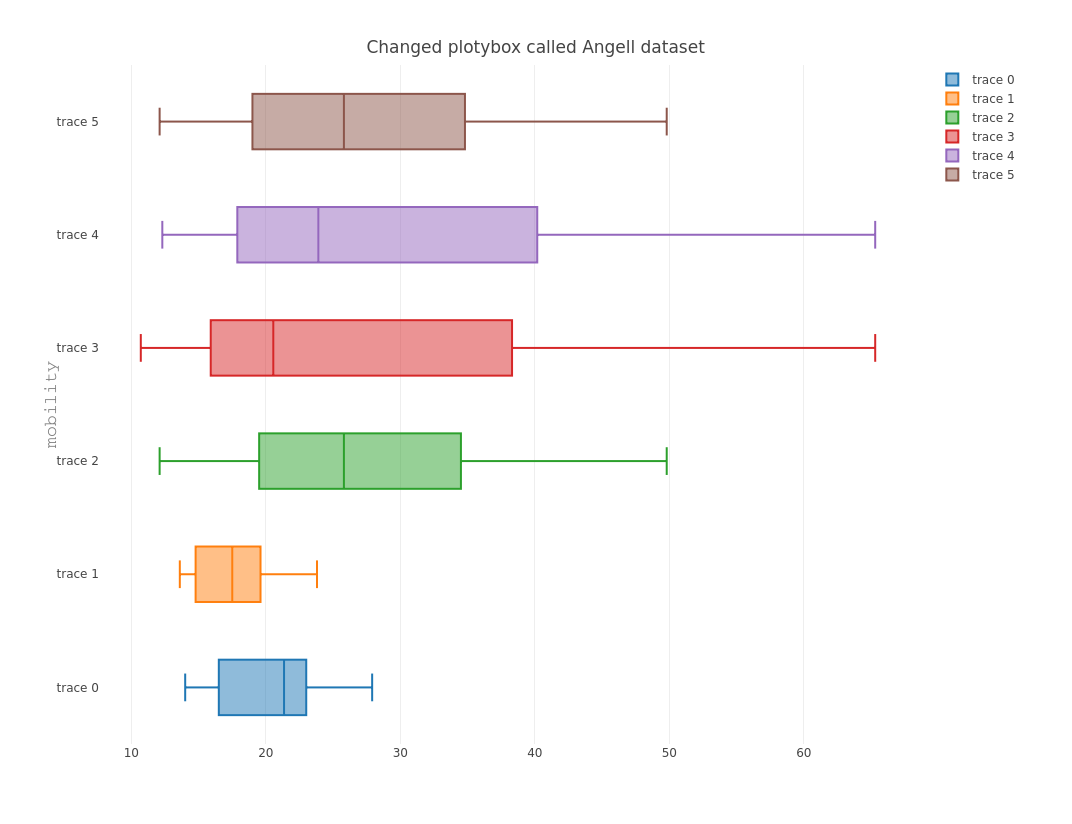 Changed plotybox called Angell dataset
trace 0
trace 1
trace 2
trace 3
trace 4
trace 5
mobility
trace 5
trace 4
trace 3
trace 2
trace 1
trace 0
10 20 30 40 50 60